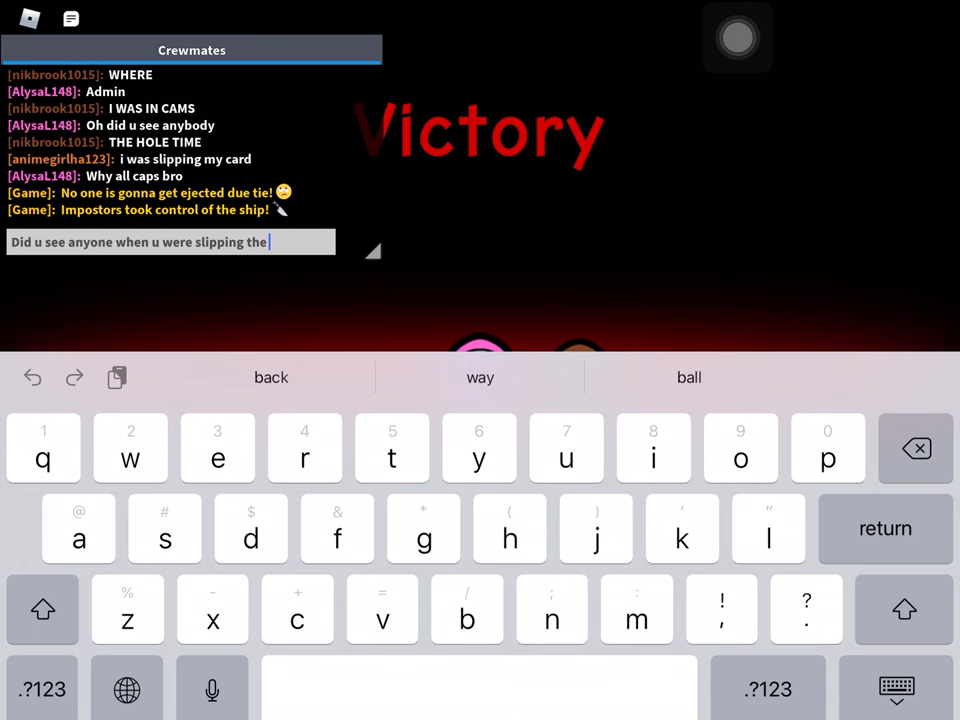 Crewmates
[nikbrook1015]: WHERE
[AlysaL148]: Admin
[nikbrook1015]: I WAS IN CAMS
[AlysaL148]: Oh did u see anybody
[nikbrook1015]: THE HOLE TIME
[animegirlha123]: i was slipping my card
[AlysaL148]: Why all caps bro
[Game]: No one is gonna get ejected due tie! 🙄
[Game]: Impostors took control of the ship! 🔪
Did u see anyone when u were slipping the
Victory
back way ball
1 2 3 4 5 6 7 8 9 0
q w e r t y u i o p
@ # $ & * ( ) ' "
a s d f g h j k l return
% - + = / ; : ! ?
z x c v b n m , .
.?123 .?123